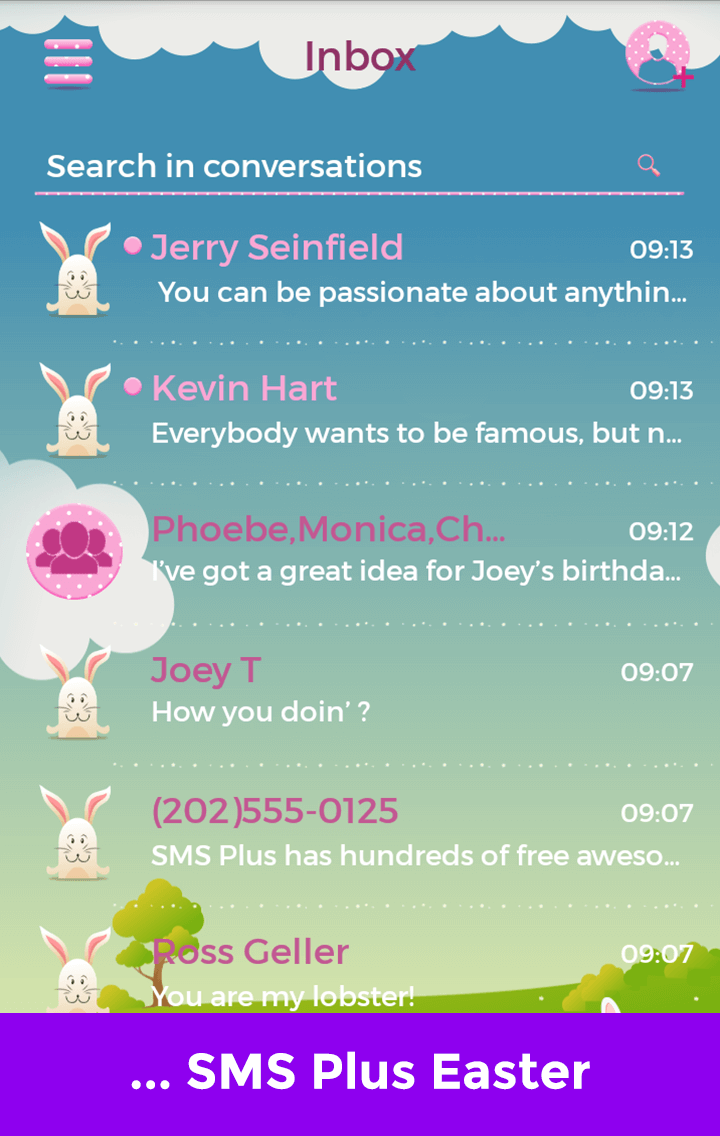 Inbox
Search in conversations
Jerry Seinfield
09:13
You can be passionate about anythin...
Kevin Hart
09:13
Everybody wants to be famous, but n...
Phoebe,Monica,Ch...
09:12
I’ve got a great idea for Joey’s birthda...
Joey T
09:07
How you doin’ ?
(202)555-0125
09:07
SMS Plus has hundreds of free aweso...
Ross Geller
09:07
You are my lobster!
... SMS Plus Easter